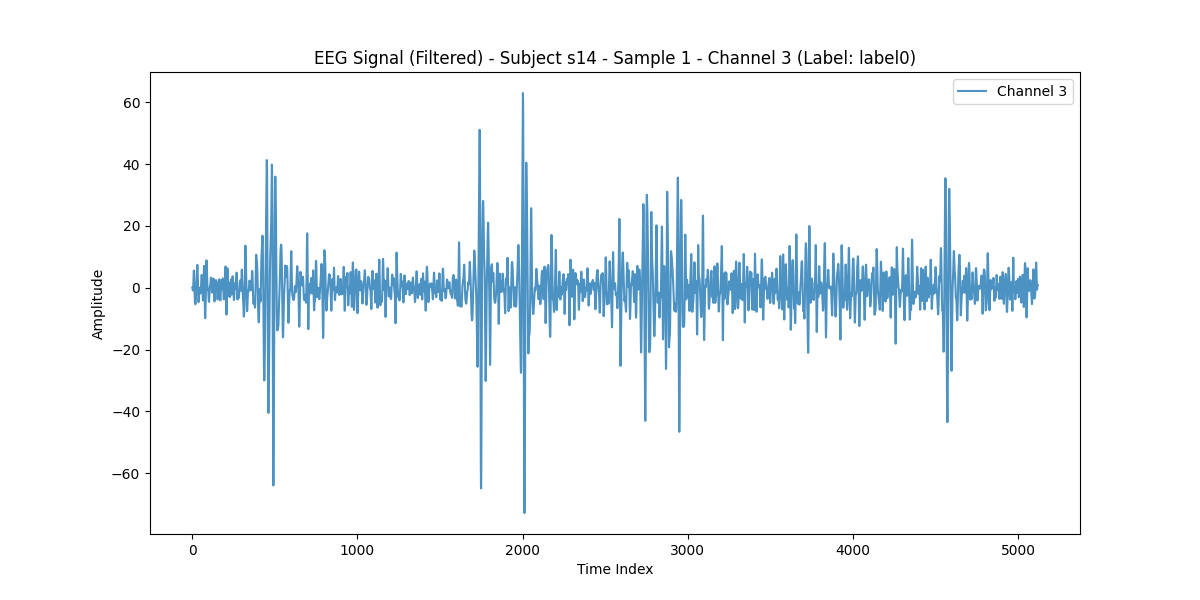 EEG Signal (Filtered) - Subject s14 - Sample 1 - Channel 3 (Label: label0)
Channel 3
60
40
20
0
−20
−40
−60
Amplitude
0 1000 2000 3000 4000 5000
Time Index